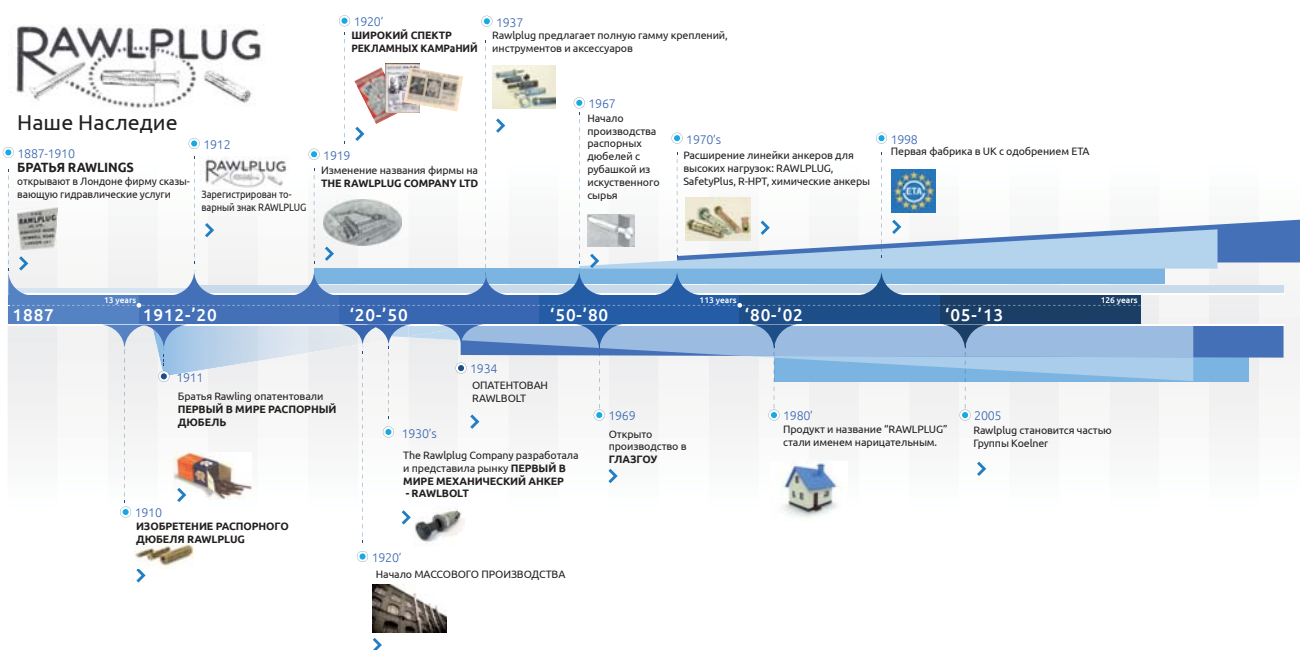 RAWLPLUG
Наше Наследие
1887-1910
БРАТЬЯ RAWLINGS
открывают в Лондоне фирму сказы-
вающую гидравлические услуги
1912
RAWLPLUG
Зарегистрирован то-
варный знак RAWLPLUG
1920’
ШИРОКИЙ СПЕКТР
РЕКЛАМНЫХ КАМРаНИЙ
1919
Изменение названия фирмы на
THE RAWLPLUG COMPANY LTD
1937
Rawlplug предлагает полную гамму креплений,
инструментов и аксессуаров
1967
Начало
производства
распорных
дюбелей с
рубашкой из
искуственного
сырья
1970’s
Расширение линейки анкеров для
высоких нагрузок: RAWLPLUG,
SafetyPlus, R-HPT, химические анкеры
1998
Первая фабрика в UK с одобрением ETA
ETA
13 years
113 years
126 years
1887
1912-‘20
‘20-‘50
‘50-‘80
‘80-‘02
‘05-‘13
1911
Братья Rawling опатентовали
ПЕРВЫЙ В МИРЕ РАСПОРНЫЙ
ДЮБЕЛЬ
1910
ИЗОБРЕТЕНИЕ РАСПОРНОГО
ДЮБЕЛЯ RAWLPLUG
1920’
Начало МАССОВОГО ПРОИЗВОДСТВА
1930’s
The Rawlplug Company разработала
и представила рынку ПЕРВЫЙ В
МИРЕ МЕХАНИЧЕСКИЙ АНКЕР
- RAWLBOLT
1934
ОПАТЕНТОВАН
RAWLBOLT
1969
Открыто
производство в
ГЛАЗГОУ
1980’
Продукт и название “RAWLPLUG”
стали именем нарицательным.
2005
Rawlplug становится частью
Группы Koelner